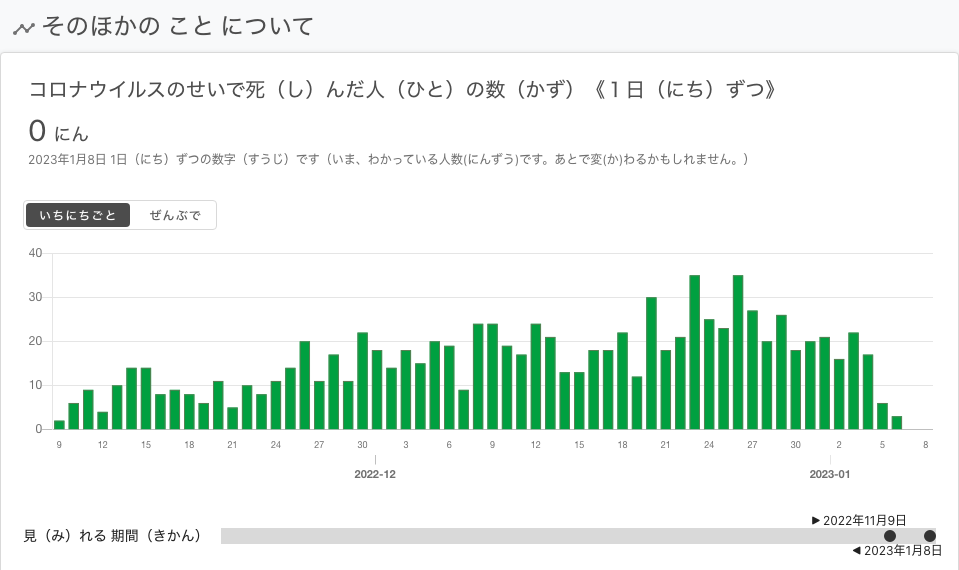 そのほかの こと について
コロナウイルスのせいで死（し）んだ人（ひと）の数（かず）《１日（にち）ずつ》
0 にん
2023年1月8日 1日（にち）ずつの数字（すうじ）です（いま、わかっている人数(にんずう)です。あとで変(か)わるかもしれません。）
いちにちごと ぜんぶで
40
30
20
10
0
9 12 15 18 21 24 27 30 3 6 9 12 15 18 21 24 27 30 2 5 8
2022-12 2023-01
▶ 2022年11月9日
見（み）れる 期間（きかん）
◀ 2023年1月8日